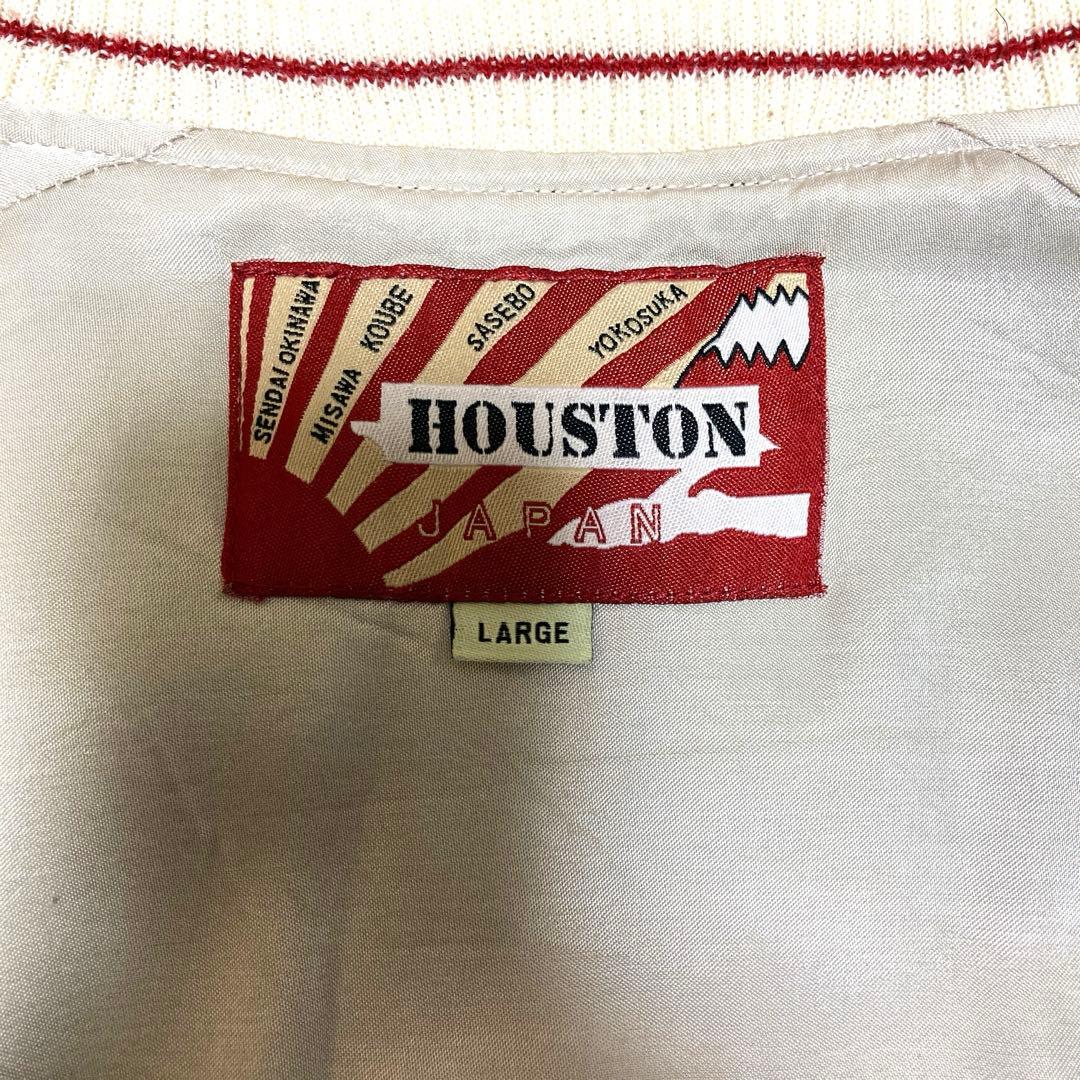 SENDAI OKINAWA
MISAWA KOUBE
SASEBO
YOKOSUKA
HOUSTON
JAPAN
LARGE